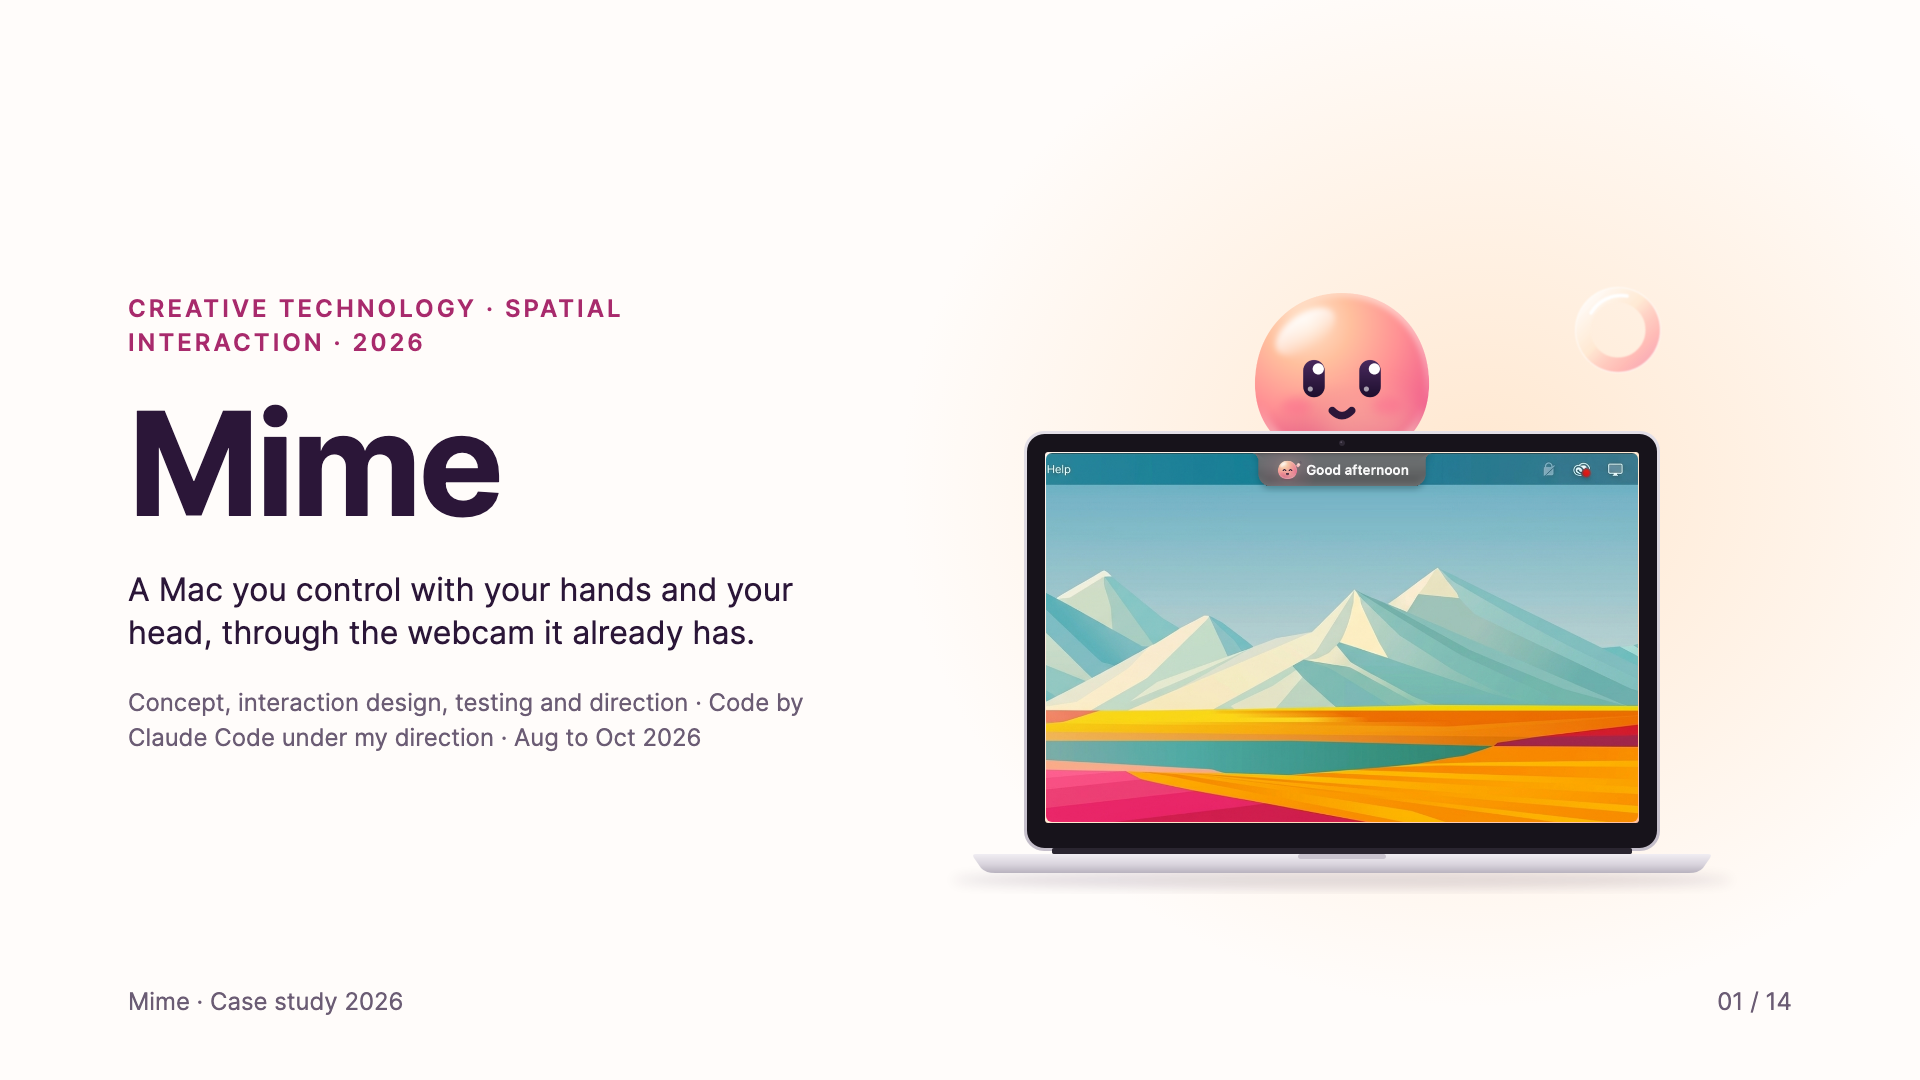 CREATIVE TECHNOLOGY · SPATIAL
INTERACTION · 2026
Mime
A Mac you control with your hands and your
head, through the webcam it already has.
Concept, interaction design, testing and direction · Code by
Claude Code under my direction · Aug to Oct 2026
Help
Good afternoon
Mime · Case study 2026
01 / 14